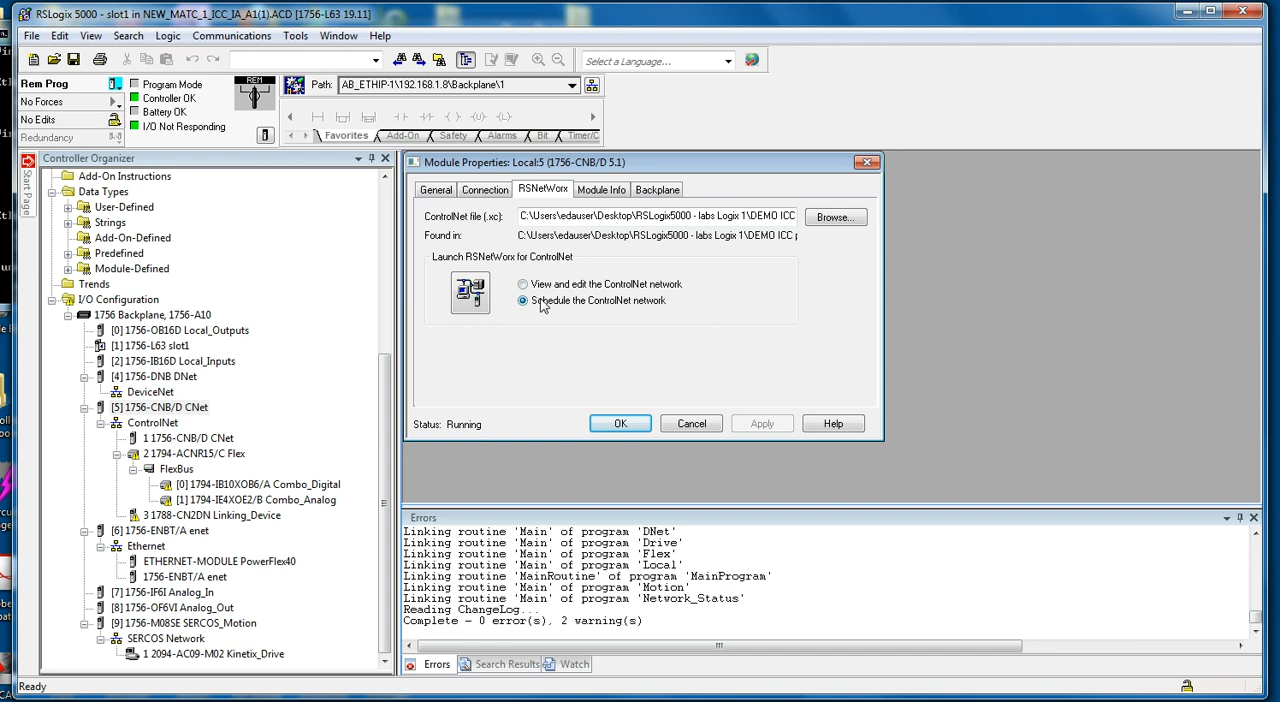 RSLogix 5000 - slot1 in NEW_MATC_1_ICC_IA_A1(1).ACD [1756-L63 19.11]
File Edit View Search Logic Communications Tools Window Help
Select a Language...
Rem Prog
Program Mode
No Forces
Controller OK
Battery OK
No Edits
I/O Not Responding
Redundancy
REM
Path: AB_ETHIP-1\192.168.1.8\Backplane\1
Favorites Add-On Safety Alarms Bit Timer/C
Start Page
Controller Organizer
Add-On Instructions
Data Types
User-Defined
Strings
Add-On-Defined
Predefined
Module-Defined
Trends
I/O Configuration
1756 Backplane, 1756-A10
[0] 1756-OB16D Local_Outputs
[1] 1756-L63 slot1
[2] 1756-IB16D Local_Inputs
[4] 1756-DNB DNet
DeviceNet
[5] 1756-CNB/D CNet
ControlNet
1 1756-CNB/D CNet
2 1794-ACNR15/C Flex
FlexBus
[0] 1794-IB10XOB6/A Combo_Digital
[1] 1794-IE4XOE2/B Combo_Analog
3 1788-CN2DN Linking_Device
[6] 1756-ENBT/A enet
Ethernet
ETHERNET-MODULE PowerFlex40
1756-ENBT/A enet
[7] 1756-IF6I Analog_In
[8] 1756-OF6VI Analog_Out
[9] 1756-M08SE SERCOS_Motion
SERCOS Network
1 2094-AC09-M02 Kinetix_Drive
Module Properties: Local:5 (1756-CNB/D 5.1)
General Connection RSNetWorx Module Info Backplane
ControlNet file (.xc): C:\Users\edauser\Desktop\RSLogix5000 - labs Logix 1\DEMO ICC Browse...
Found in: C:\Users\edauser\Desktop\RSLogix5000 - labs Logix 1\DEMO ICC p
Launch RSNetWorx for ControlNet
View and edit the ControlNet network
Schedule the ControlNet network
Status: Running OK Cancel Apply Help
Errors
Linking routine 'Main' of program 'DNet'
Linking routine 'Main' of program 'Drive'
Linking routine 'Main' of program 'Flex'
Linking routine 'Main' of program 'Local'
Linking routine 'MainRoutine' of program 'MainProgram'
Linking routine 'Main' of program 'Motion'
Linking routine 'Main' of program 'Network_Status'
Reading ChangeLog...
Complete - 0 error(s), 2 warning(s)
Errors Search Results Watch
Ready